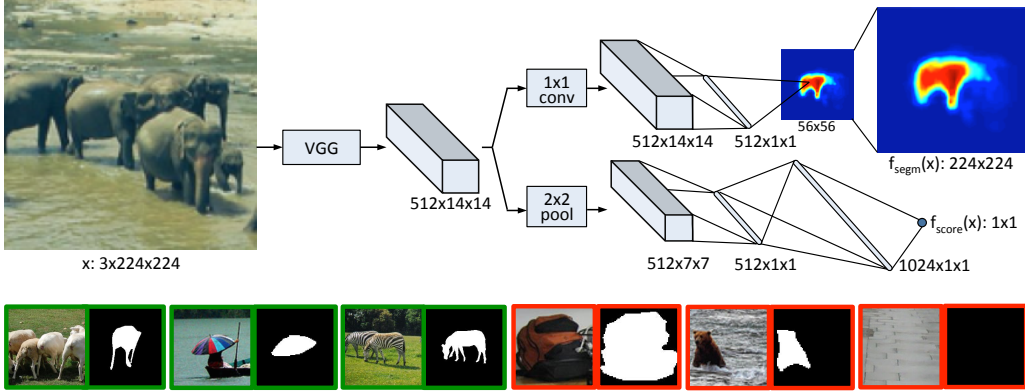 x: 3x224x224
VGG
512x14x14
1x1
conv
512x14x14
512x1x1
56x56
f_segm(x): 224x224
2x2
pool
512x7x7
512x1x1
1024x1x1
f_score(x): 1x1